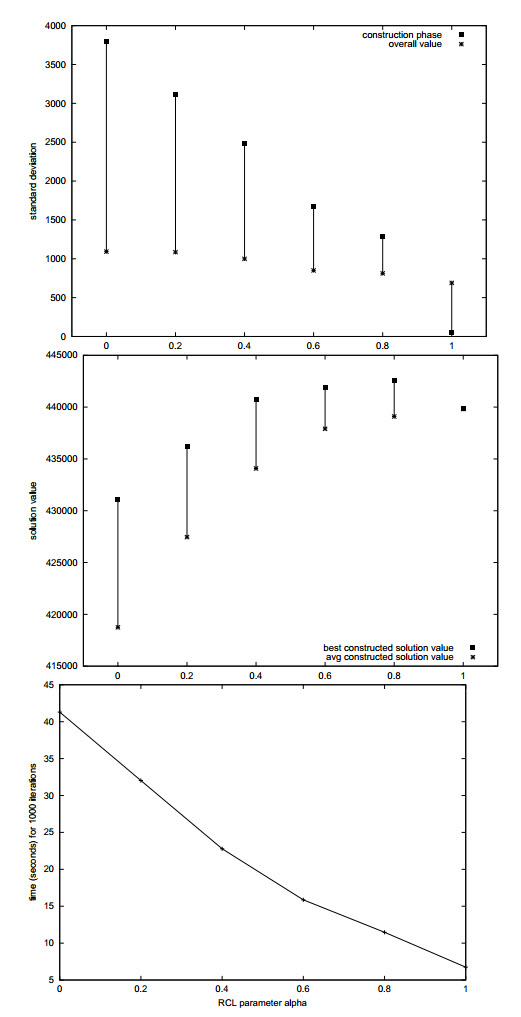 4000
3500
3000
2500
2000
1500
1000
500
0
standard deviation
construction phase
overall value
0 0.2 0.4 0.6 0.8 1
445000
440000
435000
430000
425000
420000
415000
solution value
best constructed solution value
avg constructed solution value
0 0.2 0.4 0.6 0.8 1
45
40
35
30
25
20
15
10
5
time (seconds) for 1000 iterations
0 0.2 0.4 0.6 0.8 1
RCL parameter alpha